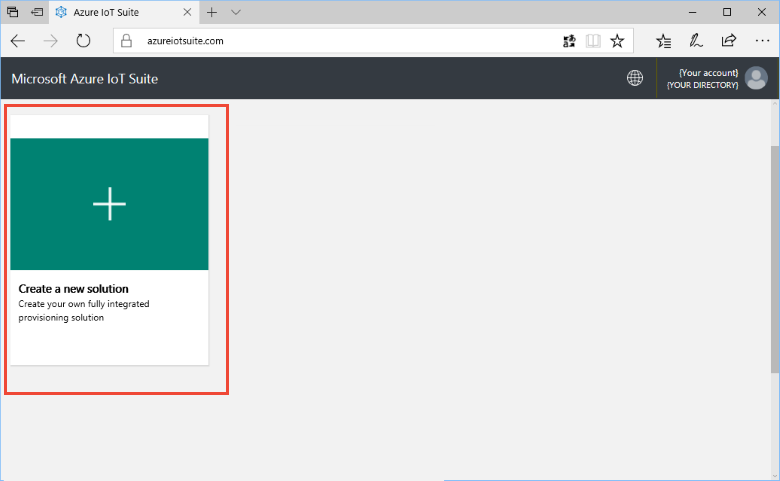 Azure IoT Suite
azureiotsuite.com
Microsoft Azure IoT Suite
{Your account}
{YOUR DIRECTORY}
Create a new solution
Create your own fully integrated
provisioning solution